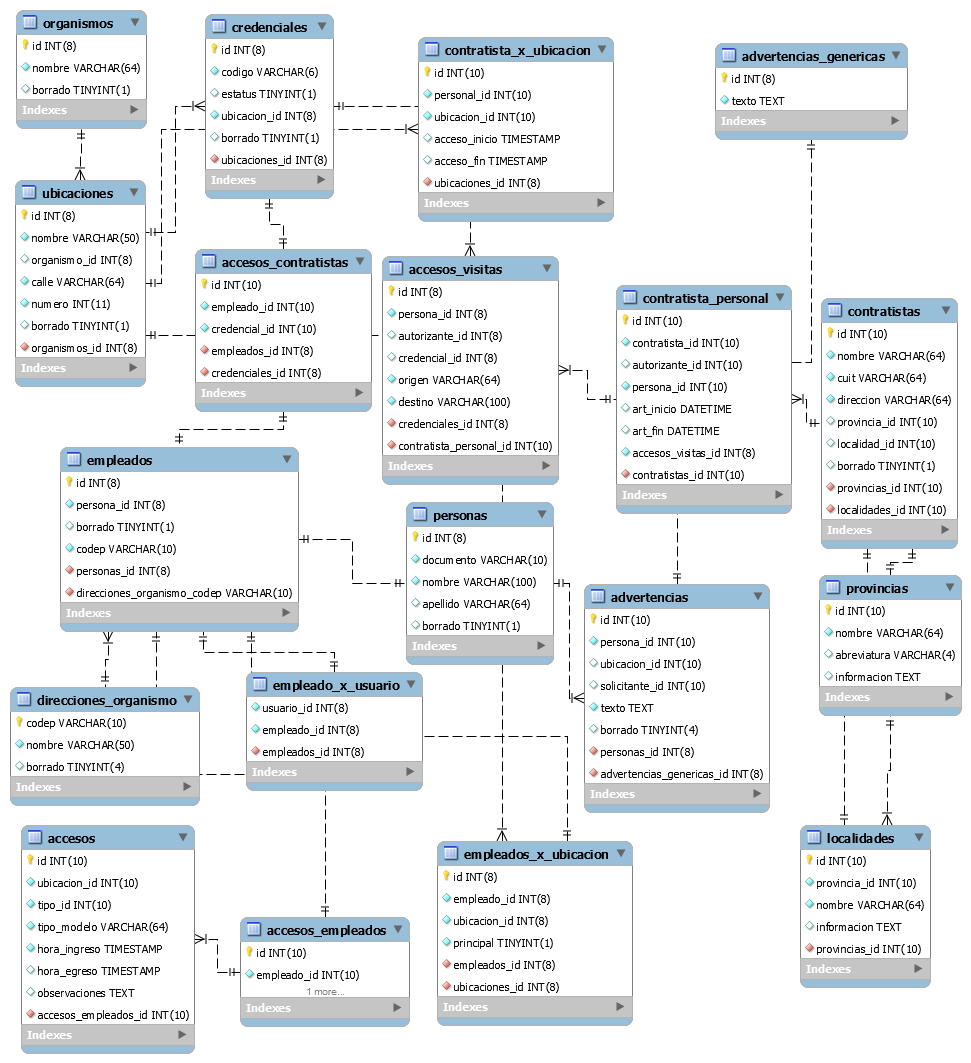 organismos
id INT(8)
nombre VARCHAR(64)
borrado TINYINT(1)
Indexes
credenciales
id INT(8)
codigo VARCHAR(6)
estatus TINYINT(1)
ubicacion_id INT(8)
borrado TINYINT(1)
ubicaciones_id INT(8)
Indexes
contratista_x_ubicacion
id INT(10)
personal_id INT(10)
ubicacion_id INT(10)
acceso_inicio TIMESTAMP
acceso_fin TIMESTAMP
ubicaciones_id INT(8)
Indexes
advertencias_genericas
id INT(8)
texto TEXT
Indexes
ubicaciones
id INT(8)
nombre VARCHAR(50)
organismo_id INT(8)
calle VARCHAR(64)
numero INT(11)
borrado TINYINT(1)
organismos_id INT(8)
Indexes
accesos_contratistas
id INT(10)
empleado_id INT(10)
credencial_id INT(10)
empleados_id INT(8)
credenciales_id INT(8)
Indexes
accesos_visitas
id INT(8)
persona_id INT(8)
autorizante_id INT(8)
credencial_id INT(8)
origen VARCHAR(64)
destino VARCHAR(100)
credenciales_id INT(8)
contratista_personal_id INT(10)
Indexes
contratista_personal
id INT(10)
contratista_id INT(10)
autorizante_id INT(10)
persona_id INT(10)
art_inicio DATETIME
art_fin DATETIME
accesos_visitas_id INT(8)
contratistas_id INT(10)
Indexes
contratistas
id INT(10)
nombre VARCHAR(64)
cuit VARCHAR(64)
direccion VARCHAR(64)
provincia_id INT(10)
localidad_id INT(10)
borrado TINYINT(1)
provincias_id INT(10)
localidades_id INT(10)
Indexes
empleados
id INT(8)
persona_id INT(8)
borrado TINYINT(1)
codep VARCHAR(10)
personas_id INT(8)
direcciones_organismo_codep VARCHAR(10)
Indexes
personas
id INT(8)
documento VARCHAR(10)
nombre VARCHAR(100)
apellido VARCHAR(64)
borrado TINYINT(1)
Indexes
advertencias
id INT(10)
persona_id INT(10)
ubicacion_id INT(10)
solicitante_id INT(10)
texto TEXT
borrado TINYINT(4)
personas_id INT(8)
advertencias_genericas_id INT(8)
Indexes
provincias
id INT(10)
nombre VARCHAR(64)
abreviatura VARCHAR(4)
informacion TEXT
Indexes
direcciones_organismo
codep VARCHAR(10)
nombre VARCHAR(50)
borrado TINYINT(4)
Indexes
empleado_x_usuario
usuario_id INT(8)
empleado_id INT(8)
empleados_id INT(8)
Indexes
accesos
id INT(10)
ubicacion_id INT(10)
tipo_id INT(10)
tipo_modelo VARCHAR(64)
hora_ingreso TIMESTAMP
hora_egreso TIMESTAMP
observaciones TEXT
accesos_empleados_id INT(10)
Indexes
accesos_empleados
id INT(10)
empleado_id INT(10)
1 more...
Indexes
empleados_x_ubicacion
id INT(8)
empleado_id INT(8)
ubicacion_id INT(8)
principal TINYINT(1)
empleados_id INT(8)
ubicaciones_id INT(8)
Indexes
localidades
id INT(10)
provincia_id INT(10)
nombre VARCHAR(64)
informacion TEXT
provincias_id INT(10)
Indexes